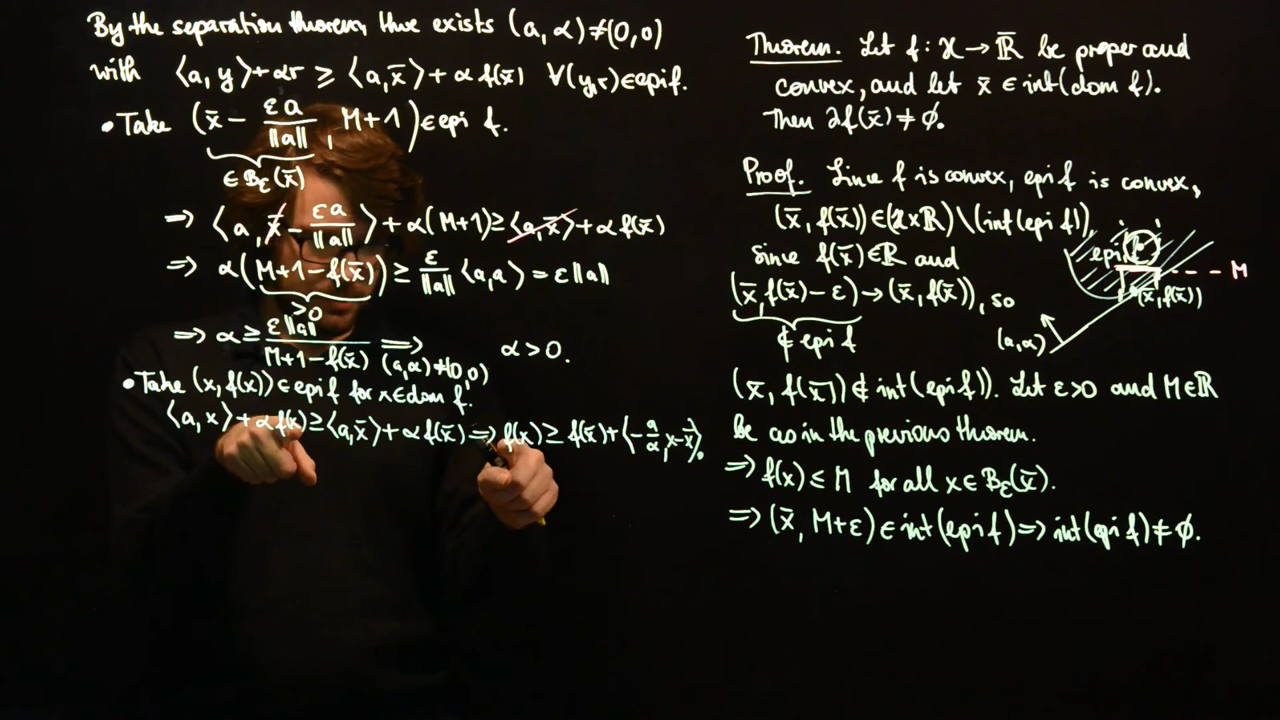 By the separation theorem, there exists (a, α) ≠ (0,0)
with ⟨a, y⟩ + αr ≥ ⟨a, x̄⟩ + α f(x̄) ∀(y,r) ∈ epi f.
• Take (x̄ - εa/‖a‖, M+1) ∈ epi f.
∈ B_ε(x̄)
⇒ ⟨a, x̄ - εa/‖a‖⟩ + α(M+1) ≥ ⟨a, x̄⟩ + α f(x̄)
⇒ α(M+1-f(x̄)) ≥ ε/‖a‖ ⟨a,a⟩ = ε‖a‖
>0
⇒ α ≥ ε‖a‖/(M+1-f(x̄)) ⇒ (a,α)≠(0,0) α > 0.
• Take (x, f(x)) ∈ epi f for x ∈ dom f.
⟨a, x⟩ + α f(x) ≥ ⟨a, x̄⟩ + α f(x̄) ⇒ f(x) ≥ f(x̄) + ⟨-a/α, x-x̄⟩.
Theorem. Let f : X → R̄ be proper and
convex, and let x̄ ∈ int(dom f).
Then ∂f(x̄) ≠ ∅.
Proof. Since f is convex, epi f is convex,
(x̄, f(x̄)) ∈ (X×R) \ (int(epi f)),
since f(x̄) ∈ R and
(x̄, f(x̄) - ε) → (x̄, f(x̄)), so
∉ epi f
(x̄, f(x̄)) ∉ int(epi f)). Let ε > 0 and M ∈ R
be as in the previous theorem.
⇒ f(x) ≤ M for all x ∈ B_ε(x̄).
⇒ (x̄, M+ε) ∈ int(epi f) ⇒ int(epi f) ≠ ∅.
M
(x̄, f(x̄))
(a, α)